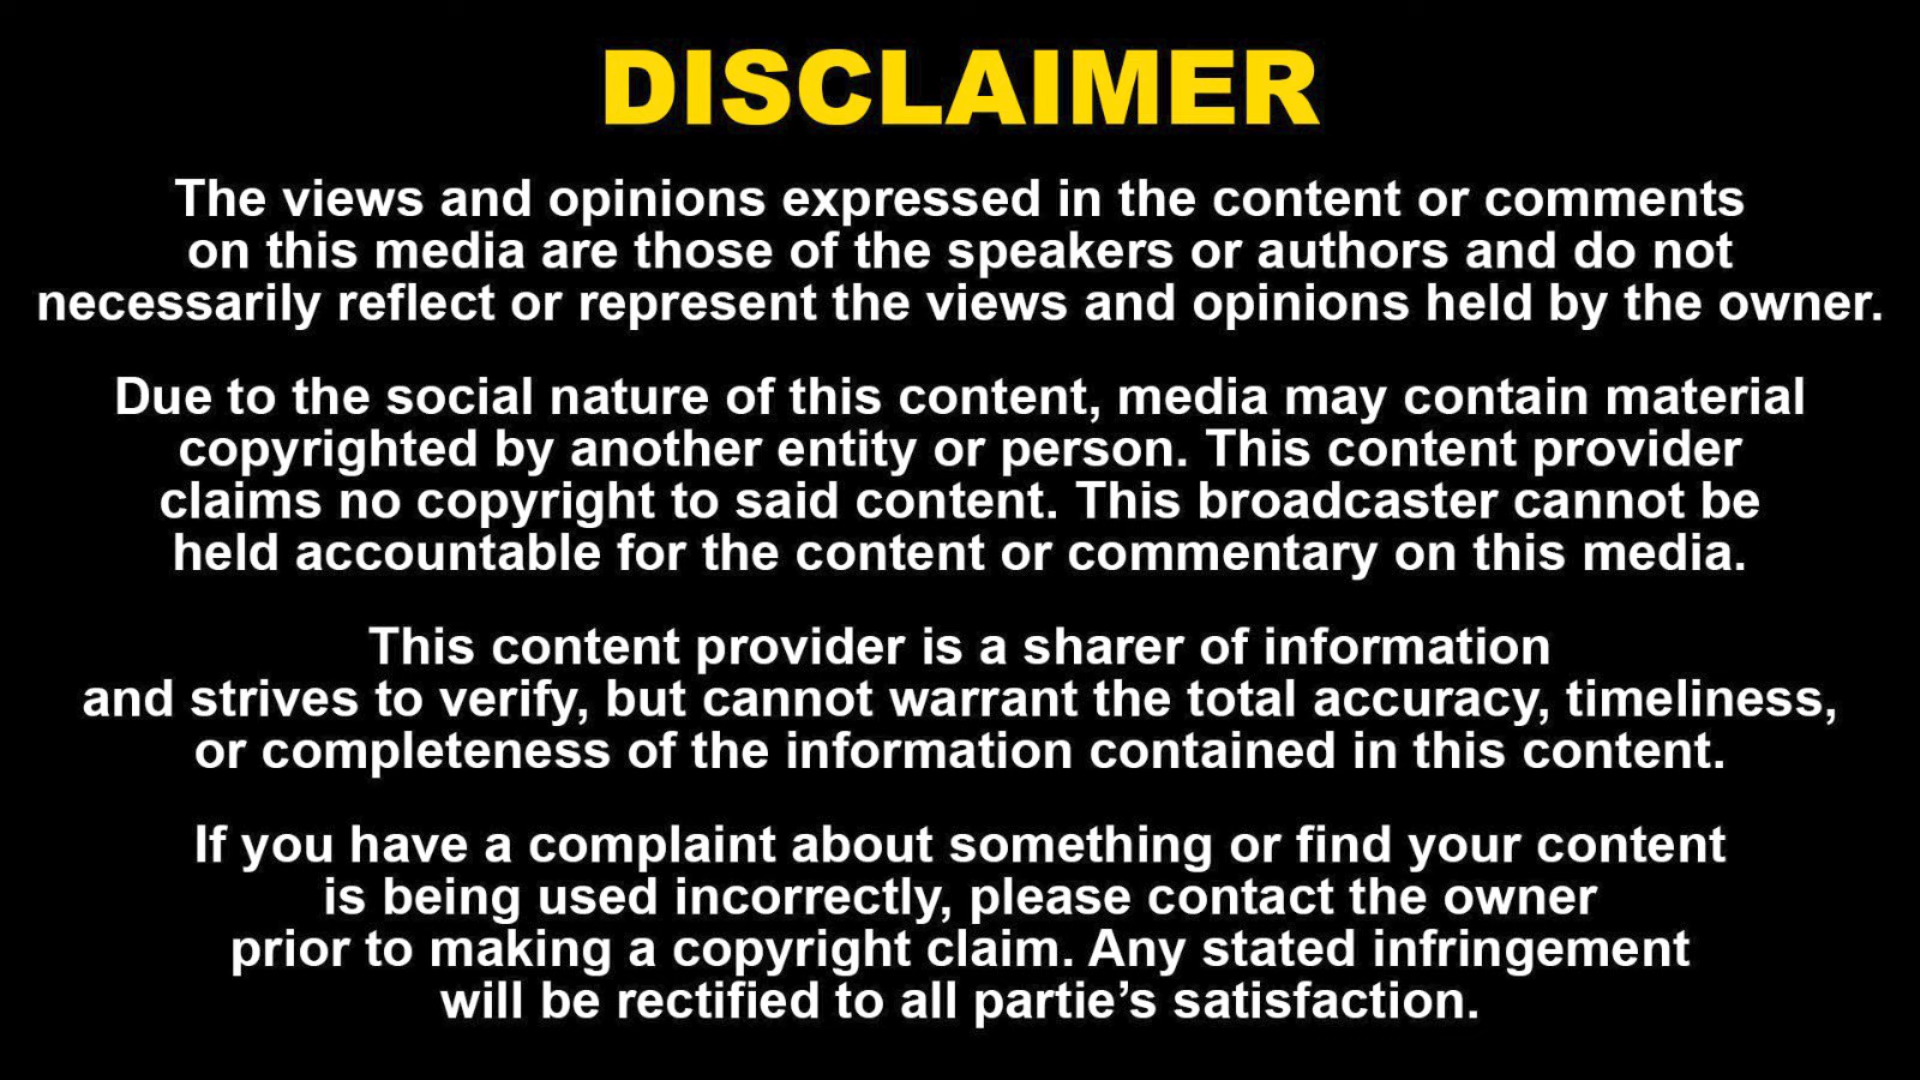 DISCLAIMER
The views and opinions expressed in the content or comments
on this media are those of the speakers or authors and do not
necessarily reflect or represent the views and opinions held by the owner.
Due to the social nature of this content, media may contain material
copyrighted by another entity or person. This content provider
claims no copyright to said content. This broadcaster cannot be
held accountable for the content or commentary on this media.
This content provider is a sharer of information
and strives to verify, but cannot warrant the total accuracy, timeliness,
or completeness of the information contained in this content.
If you have a complaint about something or find your content
is being used incorrectly, please contact the owner
prior to making a copyright claim. Any stated infringement
will be rectified to all partie’s satisfaction.